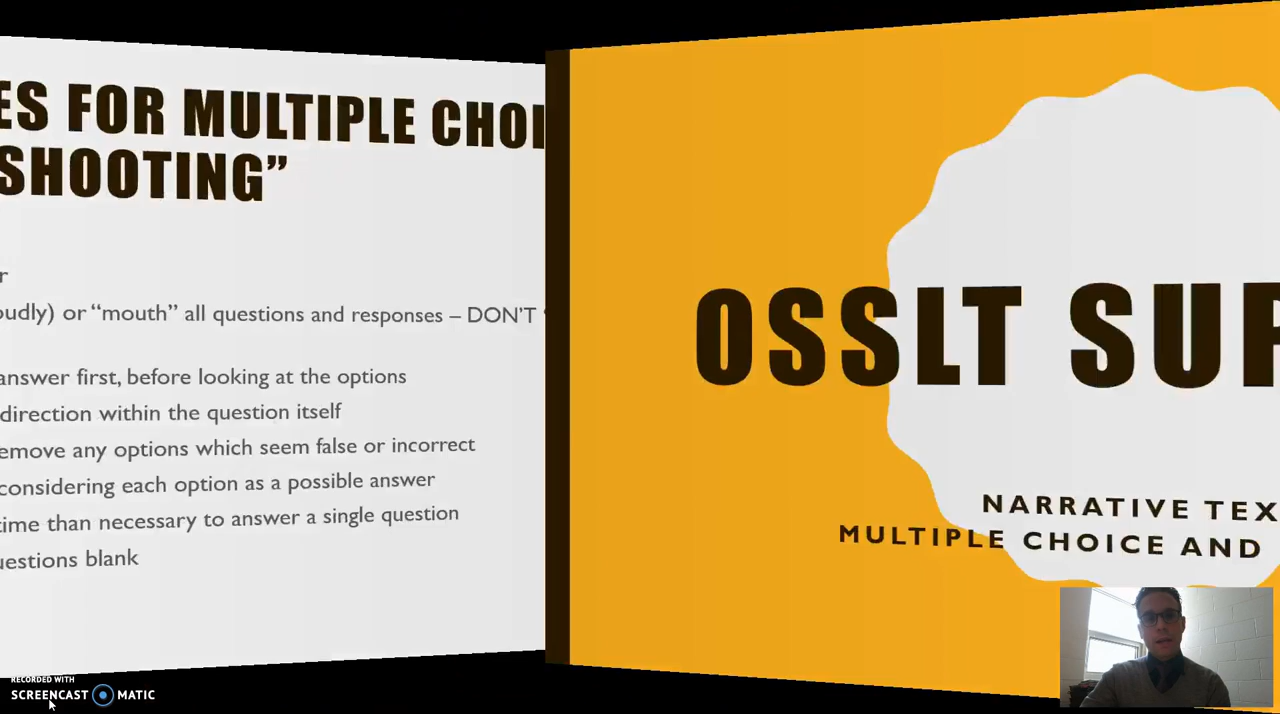 ES FOR MULTIPLE CHOI
SHOOTING”
r
oudly) or “mouth” all questions and responses – DON’T
answer first, before looking at the options
direction within the question itself
emove any options which seem false or incorrect
considering each option as a possible answer
time than necessary to answer a single question
uestions blank
OSSLT SUP
NARRATIVE TEX
MULTIPLE CHOICE AND
RECORDED WITH
SCREENCAST MATIC